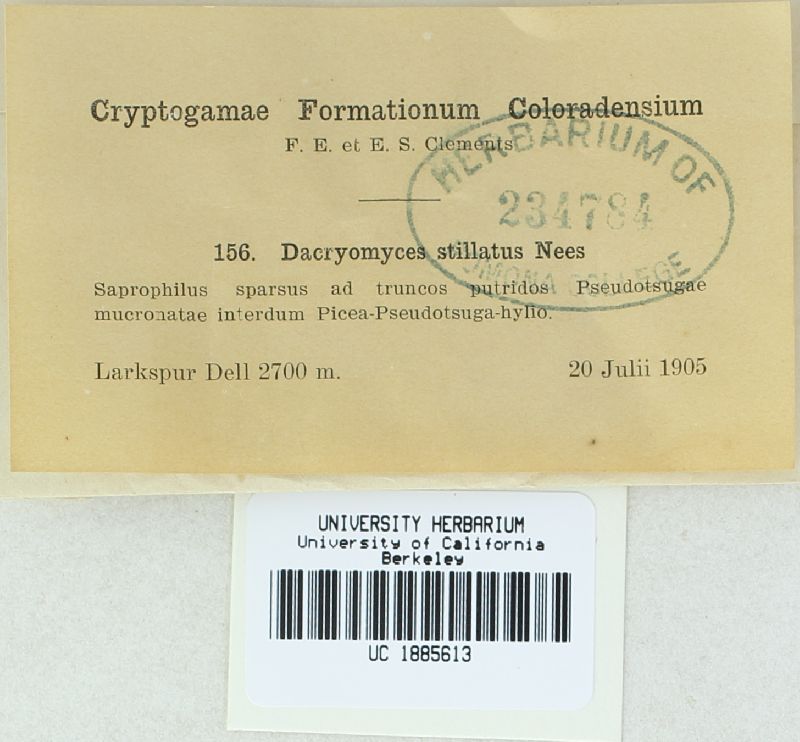 Cryptogamae Formationum Coloradensium
F. E. et E. S. Clements
HERBARIUM OF
234784
POMONA COLLEGE
156. Dacryomyces stillatus Nees
Saprophilus sparsus ad truncos putridos Pseudotsugae
mucronatae interdum Picea-Pseudotsuga-hylio.
Larkspur Dell 2700 m. 20 Julii 1905
UNIVERSITY HERBARIUM
University of California
Berkeley
UC 1885613